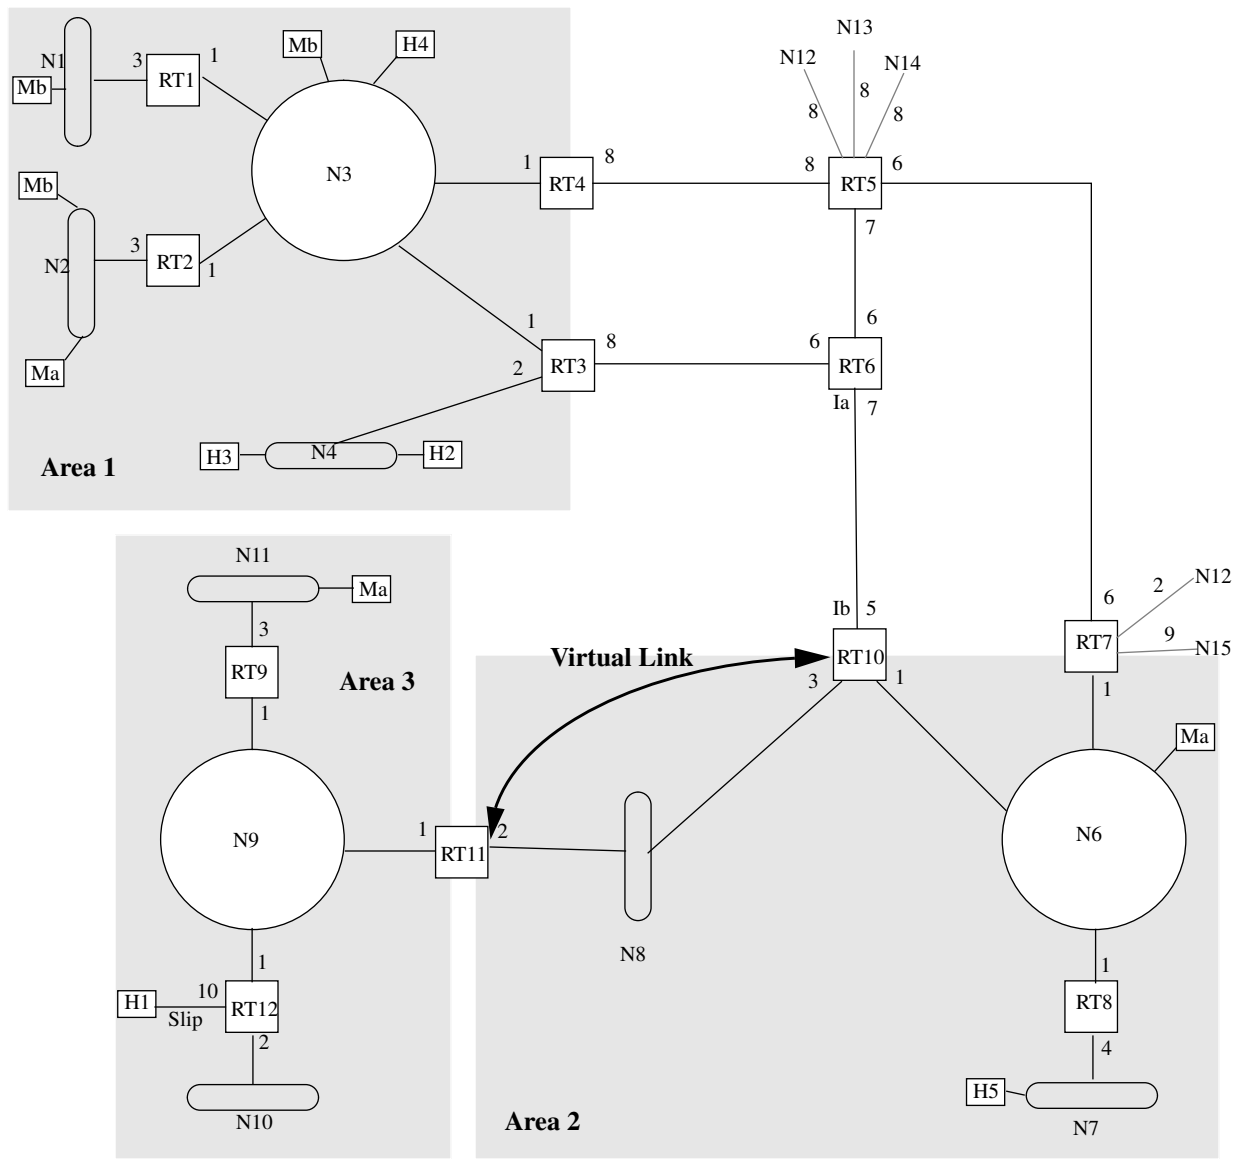 N13
N12
N14
8
8
8
N1
Mb
3
RT1
1
Mb
H4
N3
Mb
N2
3
RT2
1
Ma
1
RT4
8
8
RT5
6
7
1
2
RT3
8
6
6
RT6
Ia
7
H3
N4
H2
Area 1
N11
Ma
3
RT9
1
Area 3
Virtual Link
Ib
5
RT10
3
1
6
RT7
2
N12
9
N15
1
Ma
N9
1
RT11
2
N8
N6
1
10
RT12
H1
Slip
2
N10
1
RT8
4
H5
N7
Area 2